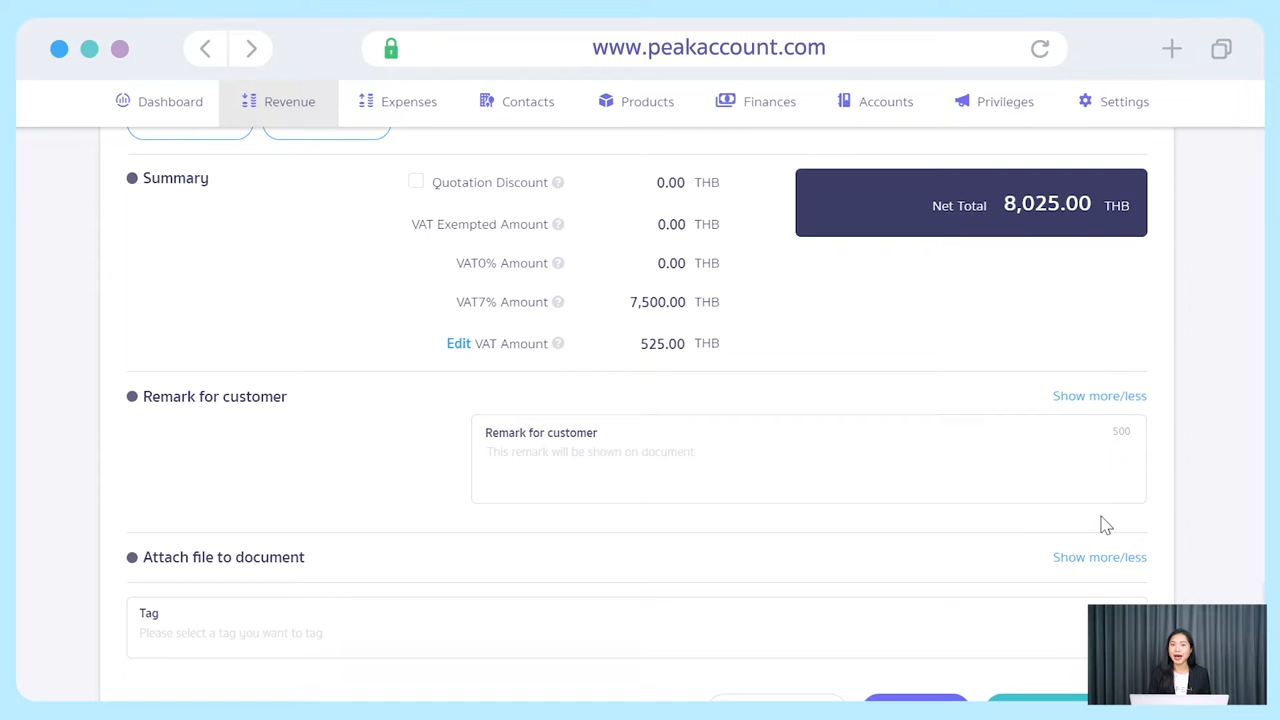 www.peakaccount.com
Dashboard Revenue Expenses Contacts Products Finances Accounts Privileges Settings
Summary
Quotation Discount ? 0.00 THB
Net Total 8,025.00 THB
VAT Exempted Amount ? 0.00 THB
VAT0% Amount ? 0.00 THB
VAT7% Amount ? 7,500.00 THB
Edit VAT Amount ? 525.00 THB
Remark for customer Show more/less
Remark for customer 500
This remark will be shown on document
Attach file to document Show more/less
Tag
Please select a tag you want to tag